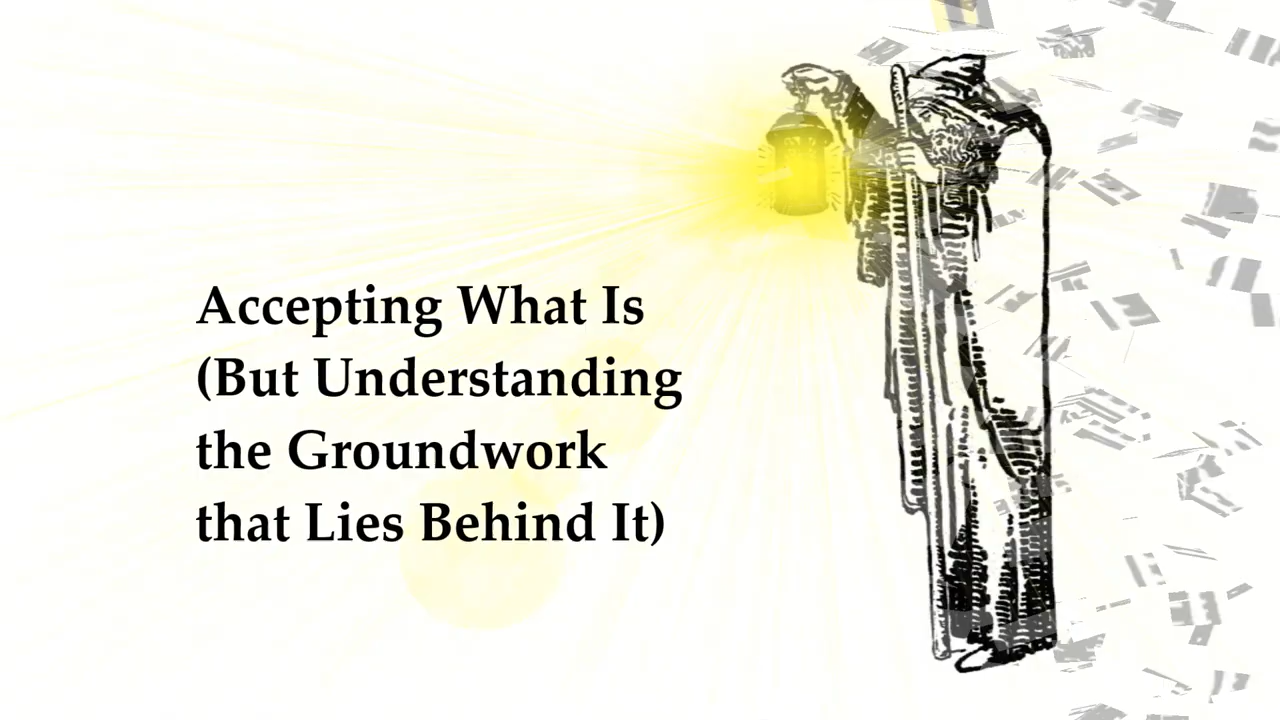 Accepting What Is
(But Understanding
the Groundwork
that Lies Behind It)